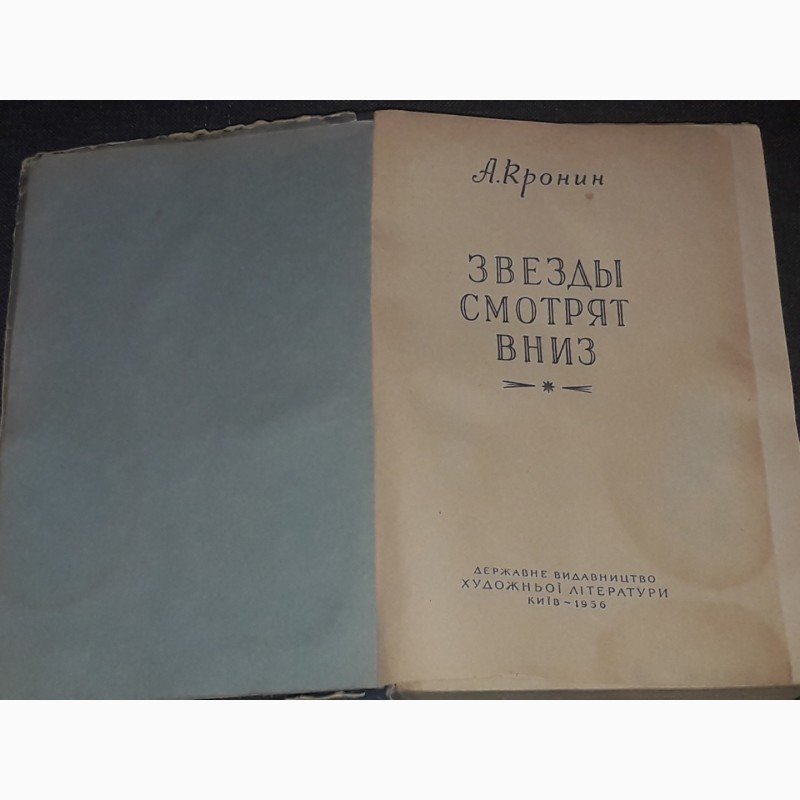 А. Кронин
ЗВЕЗДЫ
СМОТРЯТ
ВНИЗ
ДЕРЖАВНЕ ВИДАВНИЦТВО
ХУДОЖНЬОЇ ЛІТЕРАТУРИ
КИЇВ ~ 1956